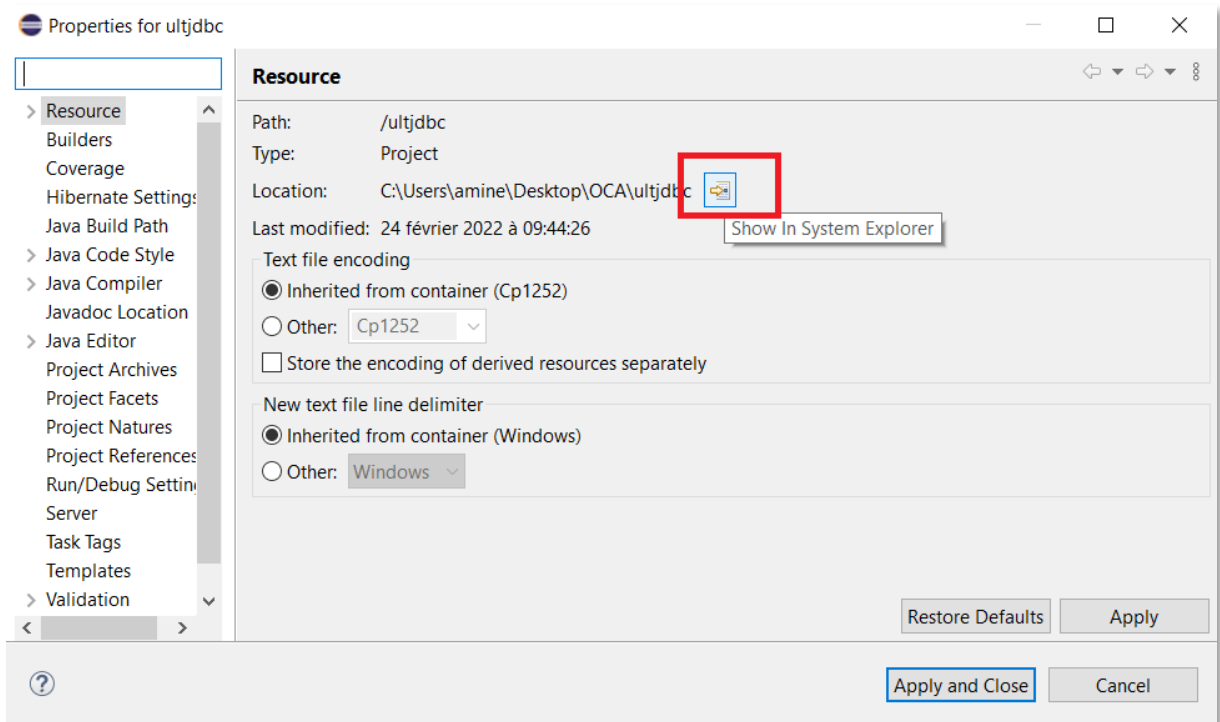 Properties for ultjdbc
Resource
Builders
Coverage
Hibernate Settings
Java Build Path
Java Code Style
Java Compiler
Javadoc Location
Java Editor
Project Archives
Project Facets
Project Natures
Project References
Run/Debug Settin
Server
Task Tags
Templates
Validation
Resource
Path: /ultjdbc
Type: Project
Location: C:\Users\amine\Desktop\OCA\ultjdbc
Show In System Explorer
Last modified: 24 février 2022 à 09:44:26
Text file encoding
Inherited from container (Cp1252)
Other: Cp1252
Store the encoding of derived resources separately
New text file line delimiter
Inherited from container (Windows)
Other: Windows
Restore Defaults Apply
? Apply and Close Cancel